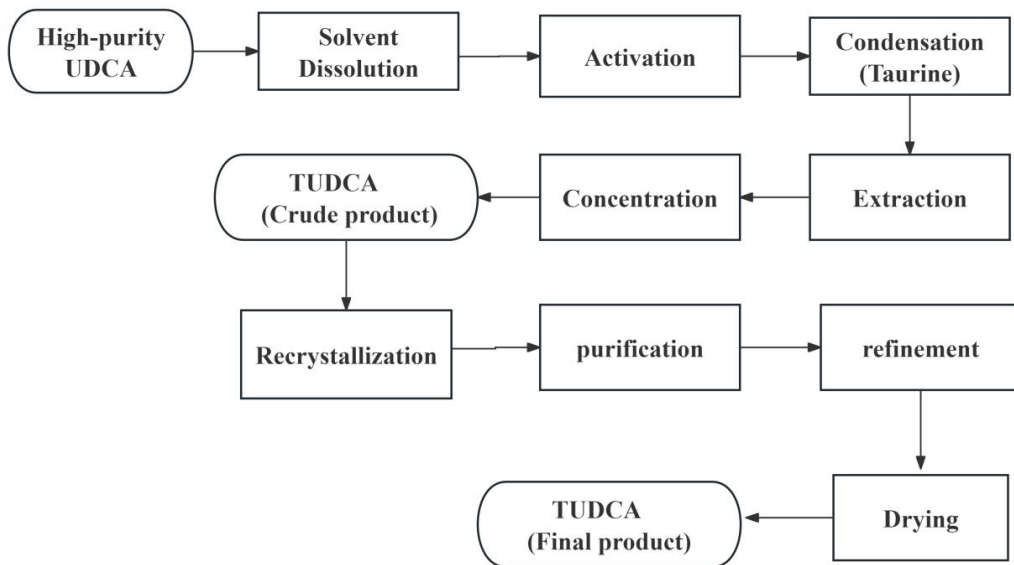 High-purity
UDCA
Solvent
Dissolution
Activation
Condensation
(Taurine)
Extraction
Concentration
TUDCA
(Crude product)
Recrystallization
purification
refinement
Drying
TUDCA
(Final product)